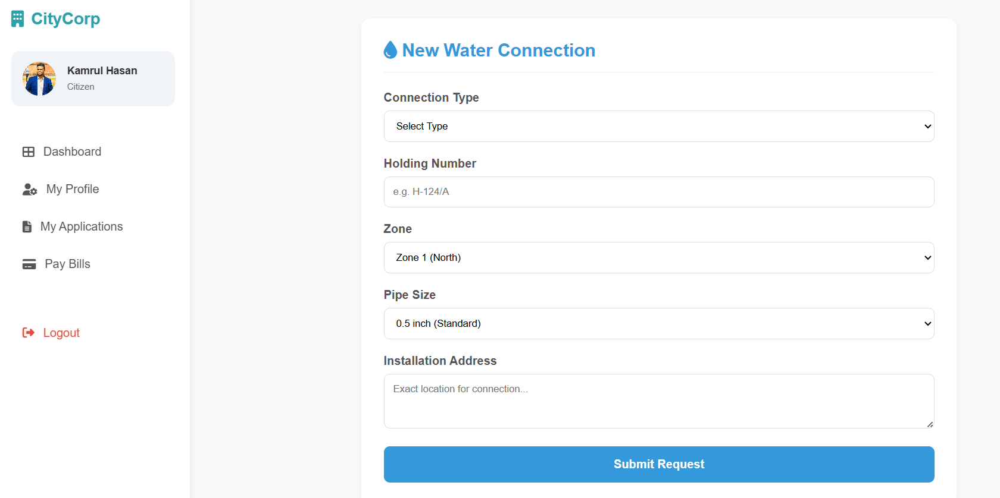 CityCorp
Kamrul Hasan
Citizen
Dashboard
My Profile
My Applications
Pay Bills
Logout
New Water Connection
Connection Type
Select Type
Holding Number
e.g. H-124/A
Zone
Zone 1 (North)
Pipe Size
0.5 inch (Standard)
Installation Address
Exact location for connection...
Submit Request